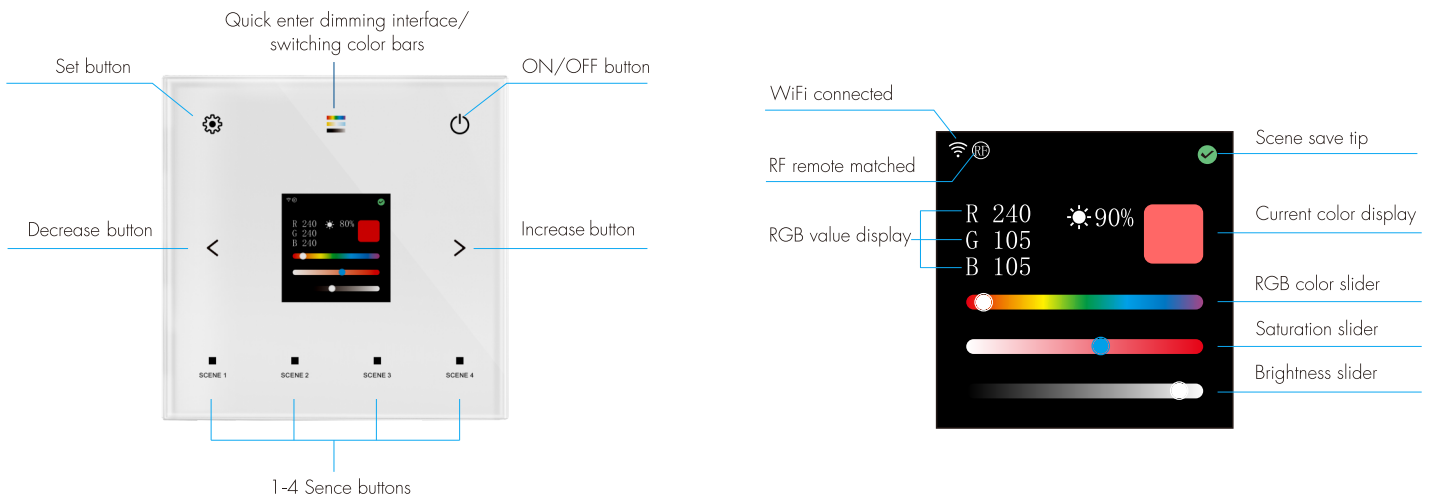 Quick enter dimming interface/
switching color bars
Set button
ON/OFF button
Decrease button
Increase button
R 240
G 240
B 240
80%
SCENE 1
SCENE 2
SCENE 3
SCENE 4
1-4 Sence buttons
WiFi connected
RF remote matched
RGB value display
RF
R 240
G 105
B 105
90%
Scene save tip
Current color display
RGB color slider
Saturation slider
Brightness slider